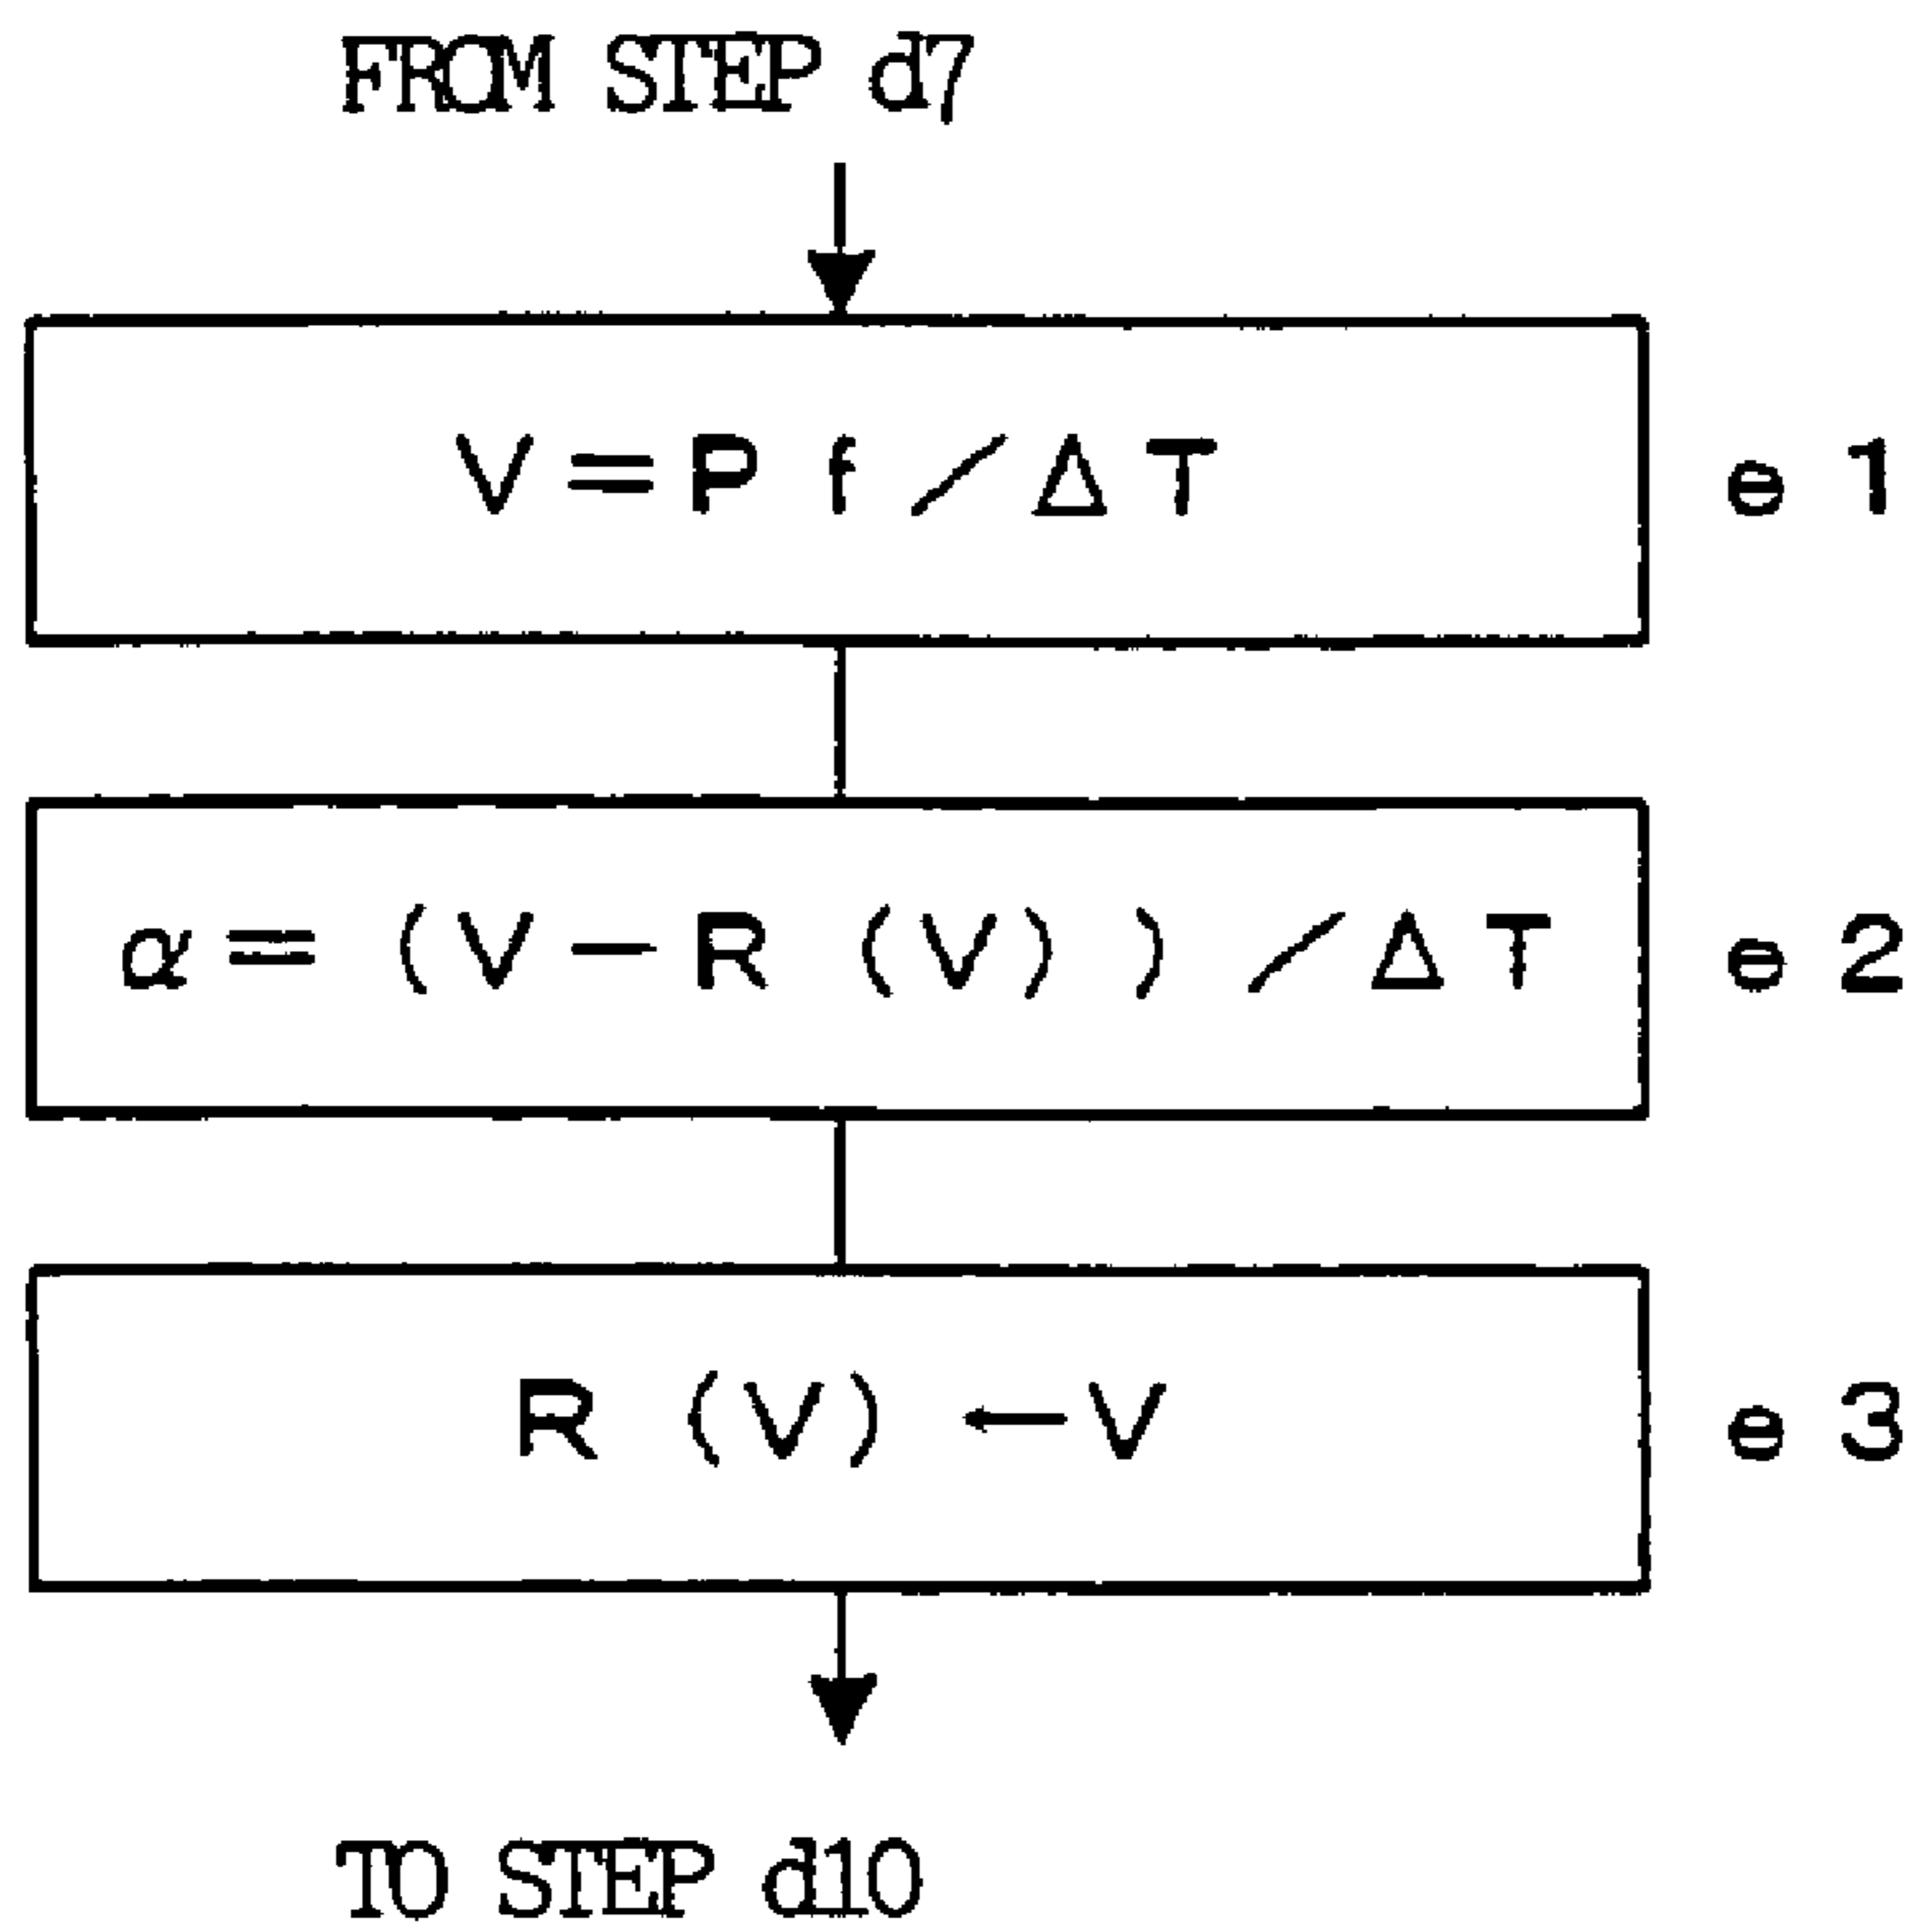 FROM STEP d7
V=Pf/ΔT e1
α=(V-R(V))/ΔT e2
R(V)←V e3
TO STEP d10